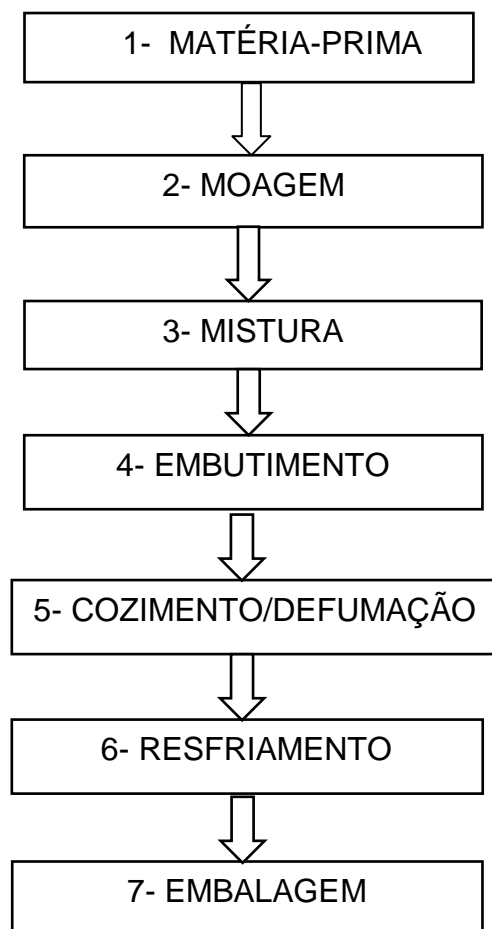 1- MATÉRIA-PRIMA
2- MOAGEM
3- MISTURA
4- EMBUTIMENTO
5- COZIMENTO/DEFUMAÇÃO
6- RESFRIAMENTO
7- EMBALAGEM